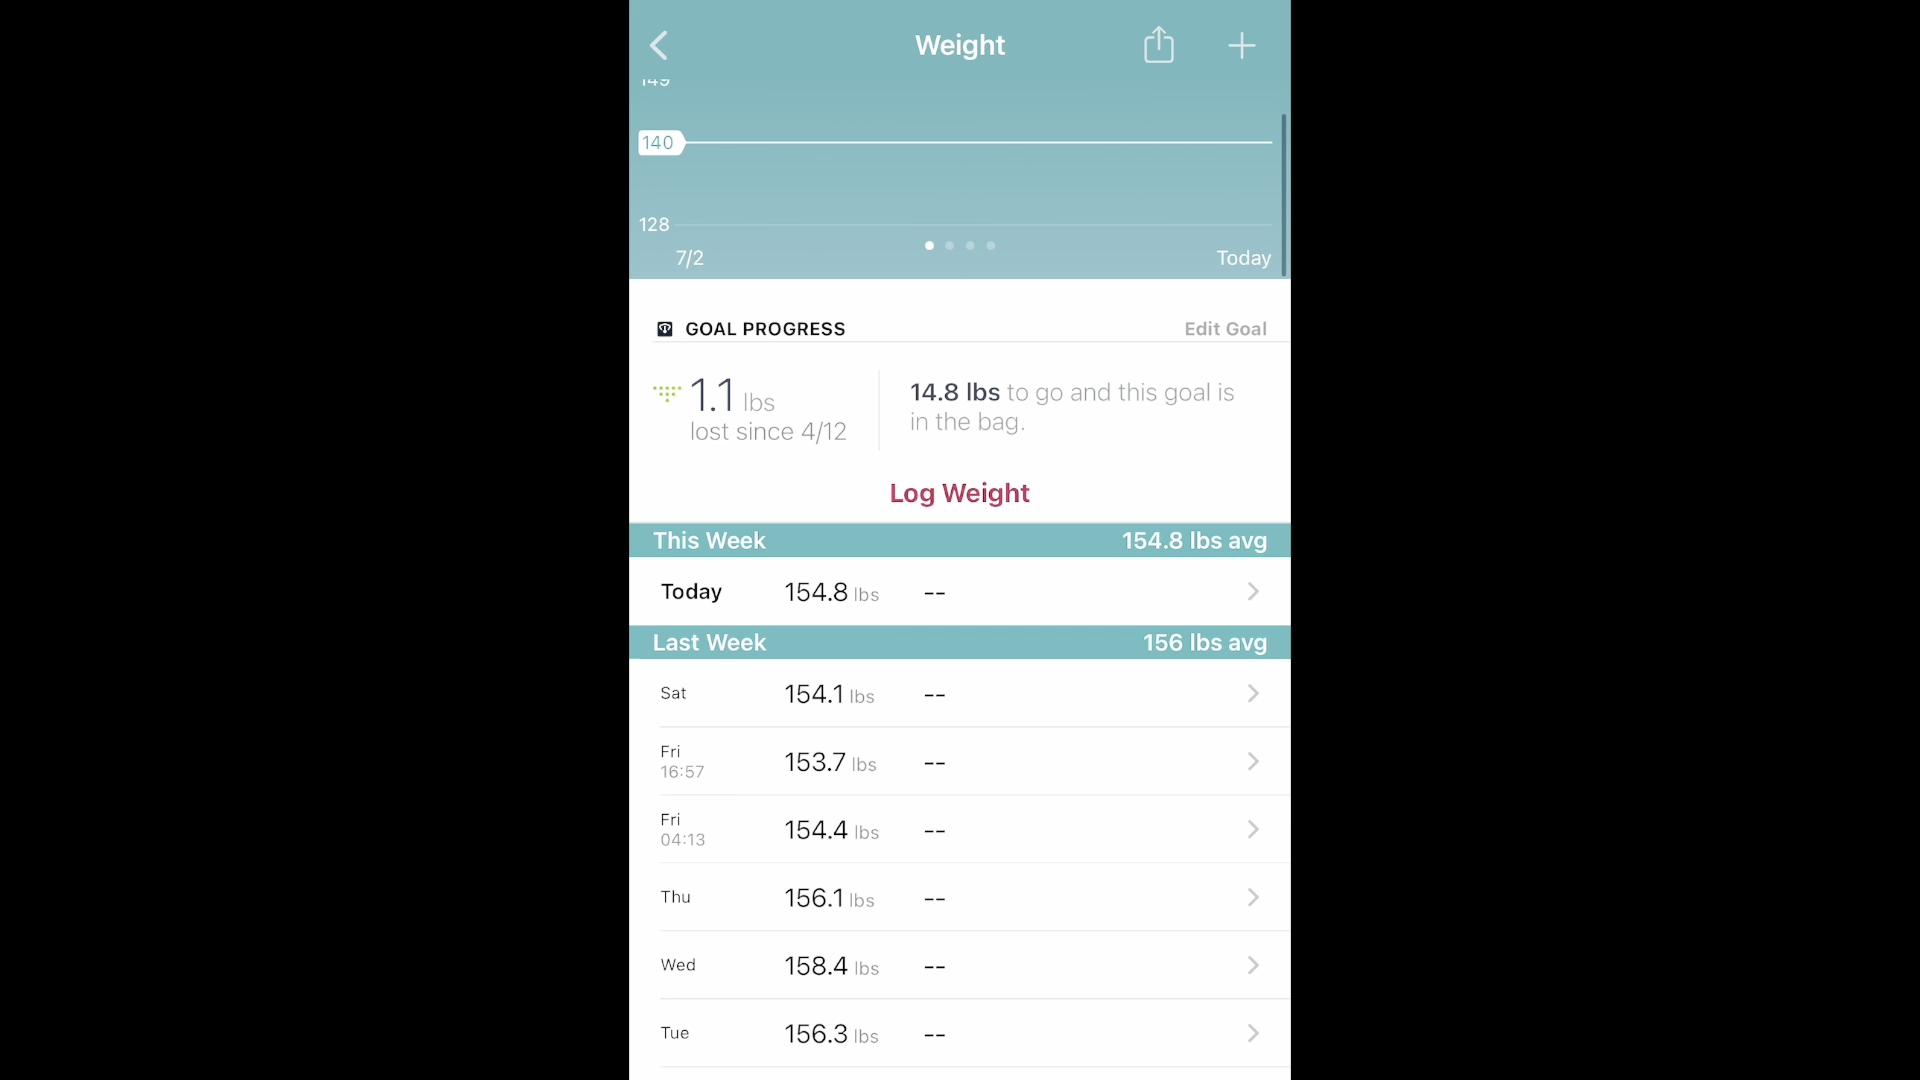 Weight
149
140
128
7/2
Today
GOAL PROGRESS
Edit Goal
1.1 lbs
lost since 4/12
14.8 lbs to go and this goal is
in the bag.
Log Weight
This Week 154.8 lbs avg
Today 154.8 lbs --
Last Week 156 lbs avg
Sat 154.1 lbs --
Fri
16:57
153.7 lbs --
Fri
04:13
154.4 lbs --
Thu 156.1 lbs --
Wed 158.4 lbs --
Tue 156.3 lbs --